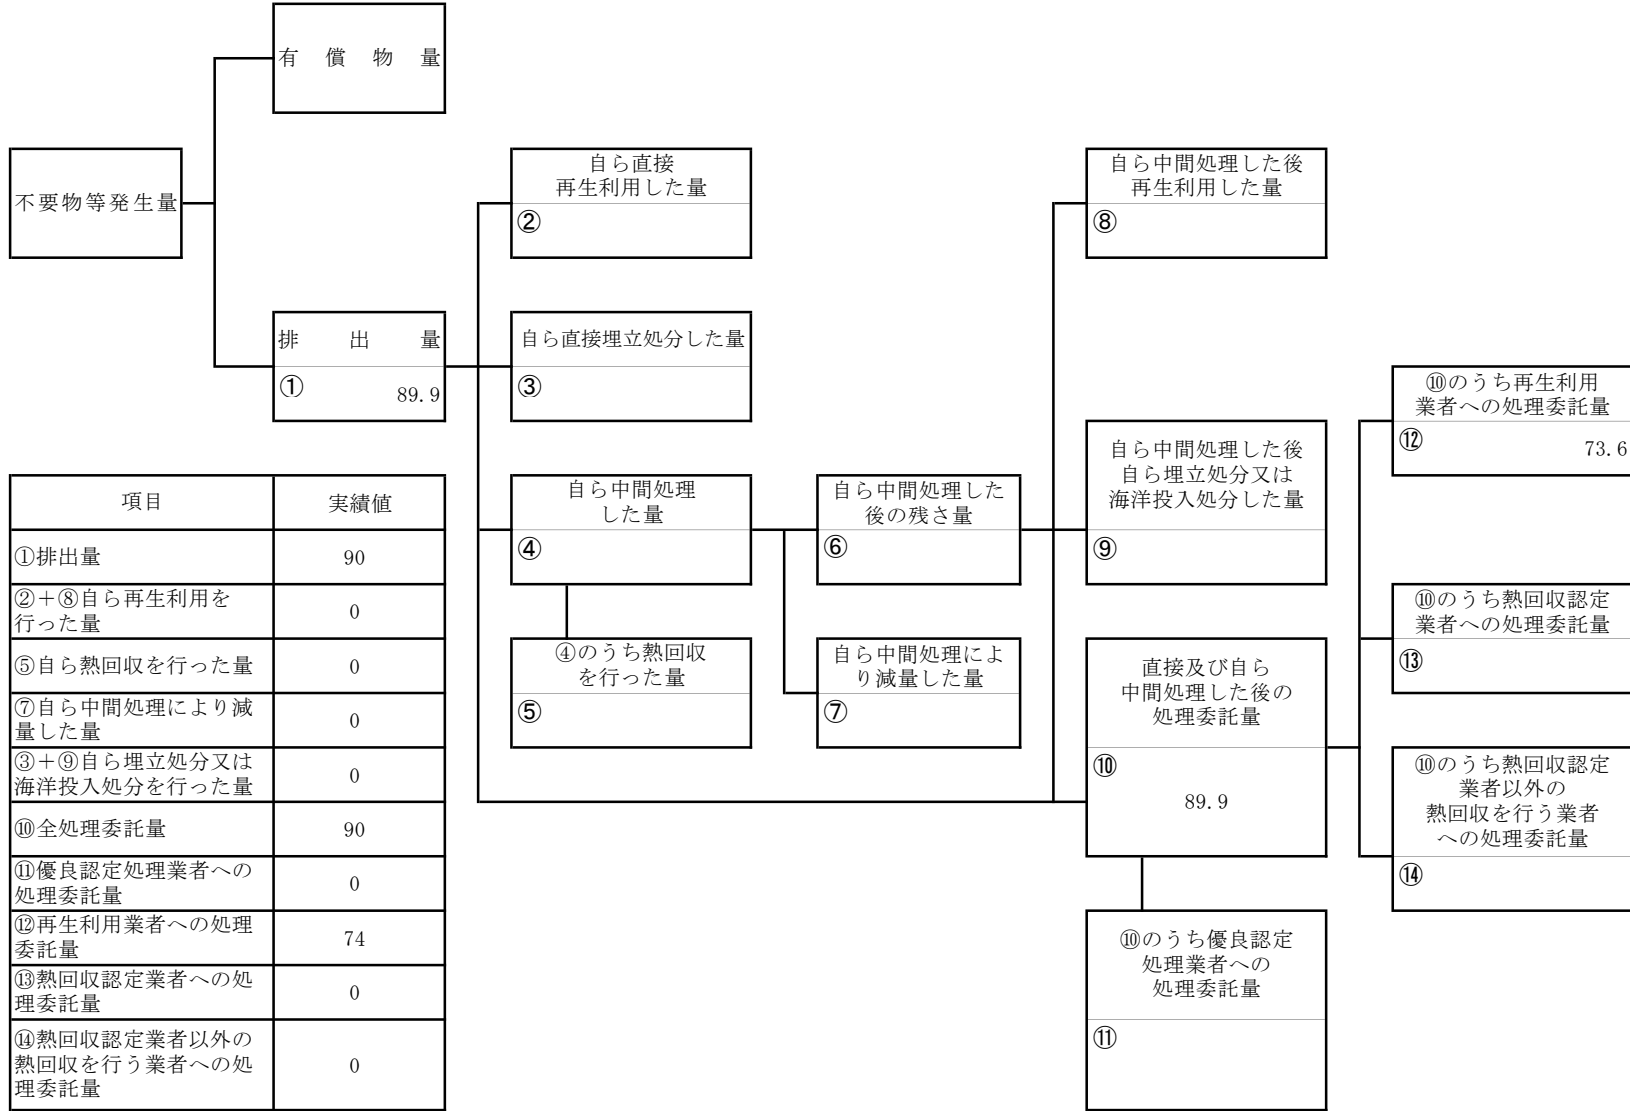 有償物量
不要物等発生量
排出量
①
89.9
自ら直接
再生利用した量
②
自ら直接埋立処分した量
③
自ら中間処理
した量
④
④のうち熱回収
を行った量
⑤
自ら中間処理した
後の残さ量
⑥
自ら中間処理によ
り減量した量
⑦
自ら中間処理した後
再生利用した量
⑧
自ら中間処理した後
自ら埋立処分又は
海洋投入処分した量
⑨
直接及び自ら
中間処理した後の
処理委託量
⑩
89.9
⑩のうち優良認定
処理業者への
処理委託量
⑪
⑩のうち再生利用
業者への処理委託量
⑫
73.6
⑩のうち熱回収認定
業者への処理委託量
⑬
⑩のうち熱回収認定
業者以外の
熱回収を行う業者
への処理委託量
⑭
項目 実績値
①排出量 90
②＋⑧自ら再生利用を
行った量 0
⑤自ら熱回収を行った量 0
⑦自ら中間処理により減
量した量 0
③＋⑨自ら埋立処分又は
海洋投入処分を行った量 0
⑩全処理委託量 90
⑪優良認定処理業者への
処理委託量 0
⑫再生利用業者への処理
委託量 74
⑬熱回収認定業者への処
理委託量 0
⑭熱回収認定業者以外の
熱回収を行う業者への処
理委託量 0